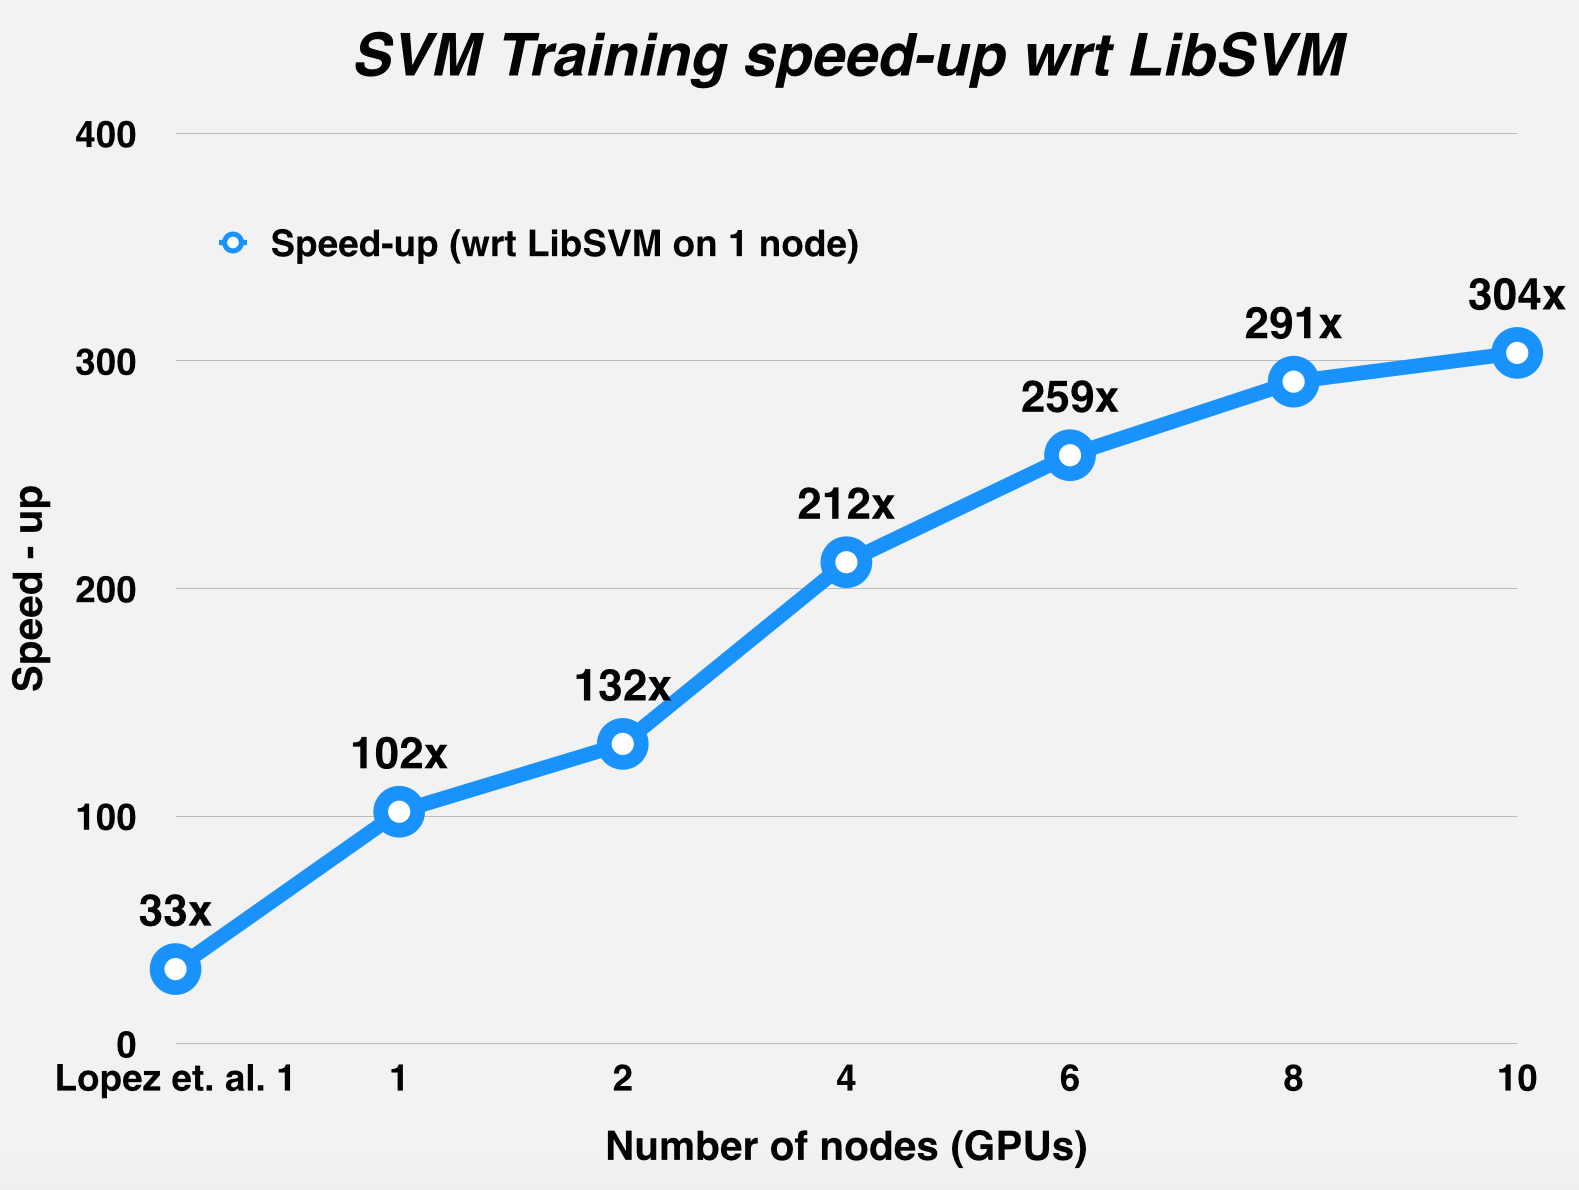 SVM Training speed-up wrt LibSVM
400
Speed-up (wrt LibSVM on 1 node)
304x
291x
300
259x
212x
200
132x
102x
100
33x
0
Speed - up
Lopez et. al. 1 1 2 4 6 8 10
Number of nodes (GPUs)